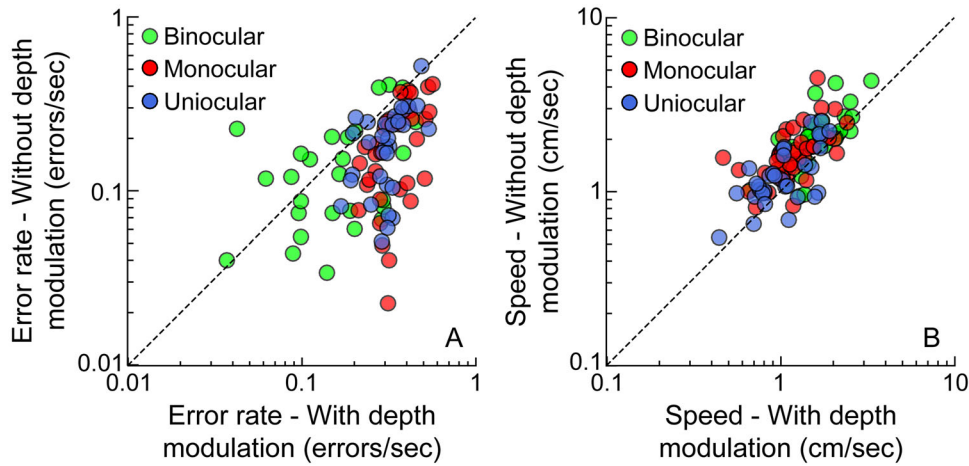 Error rate - Without depth
modulation (errors/sec)
1
0.1
0.01
Binocular
Monocular
Uniocular
A
0.01
0.1
1
Error rate - With depth
modulation (errors/sec)
Speed - Without depth
modulation (cm/sec)
10
1
0.1
Binocular
Monocular
Uniocular
B
0.1
1
10
Speed - With depth
modulation (cm/sec)